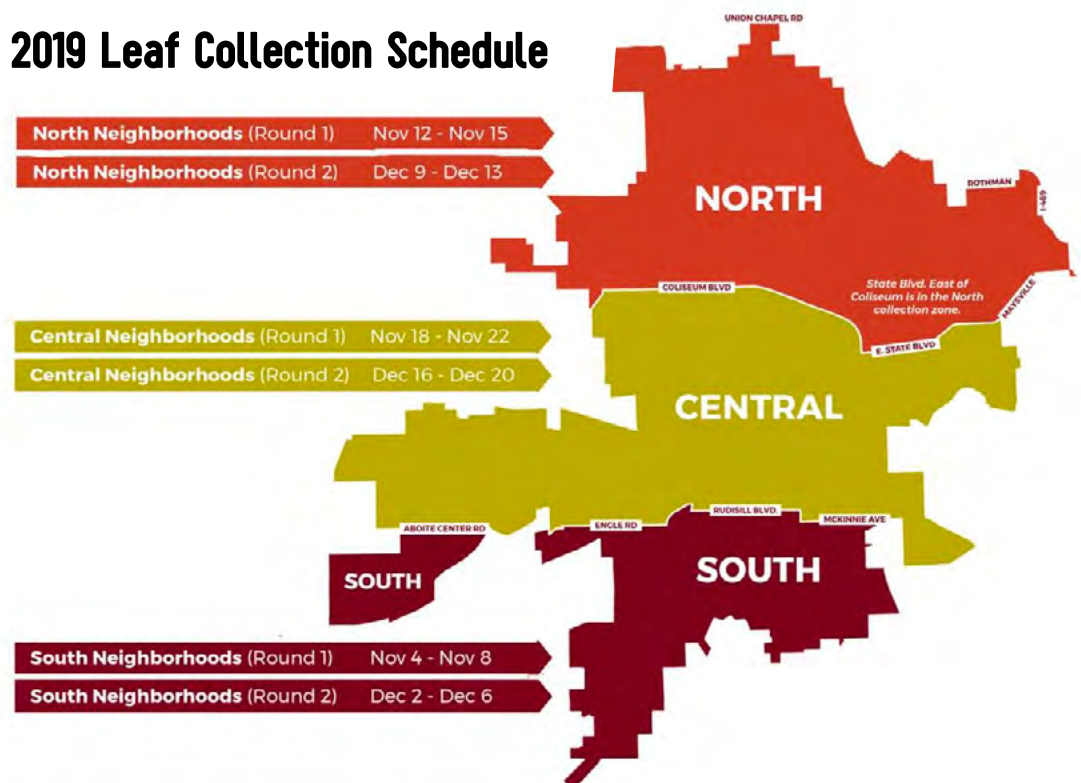 2019 Leaf Collection Schedule
UNION CHAPEL RD
North Neighborhoods (Round 1) Nov 12 - Nov 15
North Neighborhoods (Round 2) Dec 9 - Dec 13
ROTHMAN
I-469
NORTH
COLISEUM BLVD
State Blvd. East of
Coliseum is in the North
collection zone.
MAYSVILLE
E. STATE BLVD
Central Neighborhoods (Round 1) Nov 18 - Nov 22
Central Neighborhoods (Round 2) Dec 16 - Dec 20
CENTRAL
ABOITE CENTER RD
ENGLE RD
RUDISILL BLVD.
MCKINNIE AVE
SOUTH
SOUTH
South Neighborhoods (Round 1) Nov 4 - Nov 8
South Neighborhoods (Round 2) Dec 2 - Dec 6